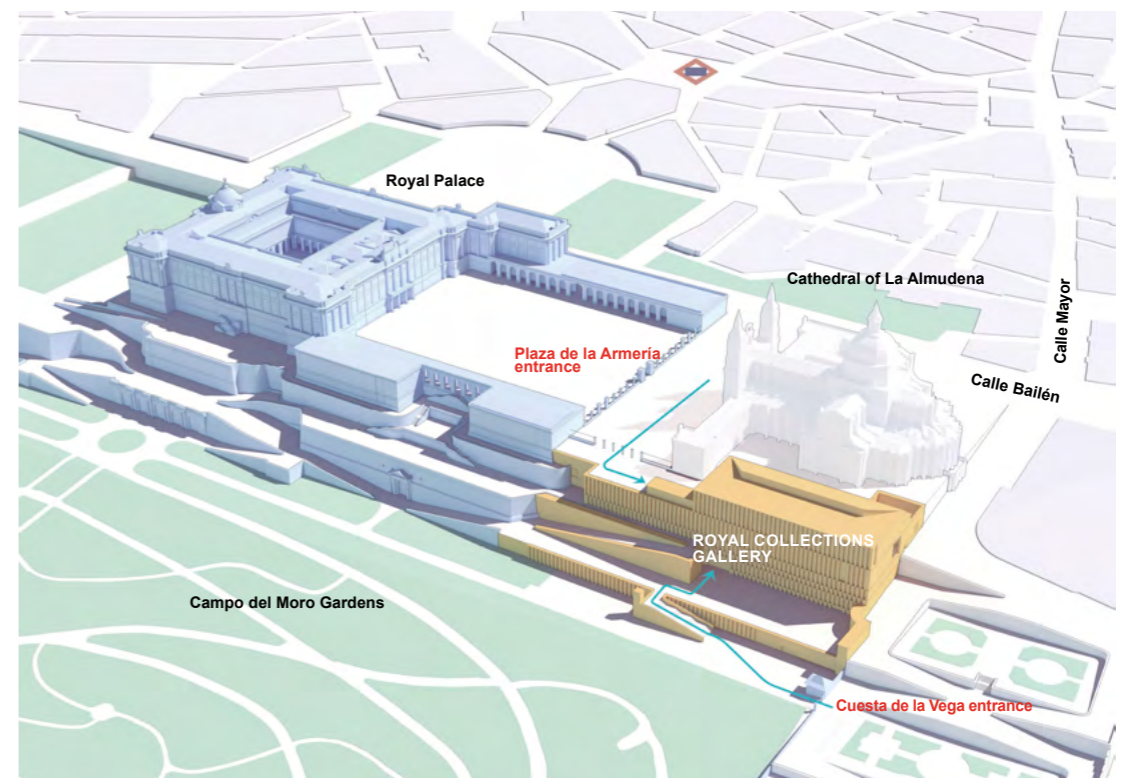 Royal Palace
Cathedral of La Almudena
Calle Mayor
Plaza de la Armería
entrance
Calle Bailén
ROYAL COLLECTIONS
GALLERY
Campo del Moro Gardens
Cuesta de la Vega entrance